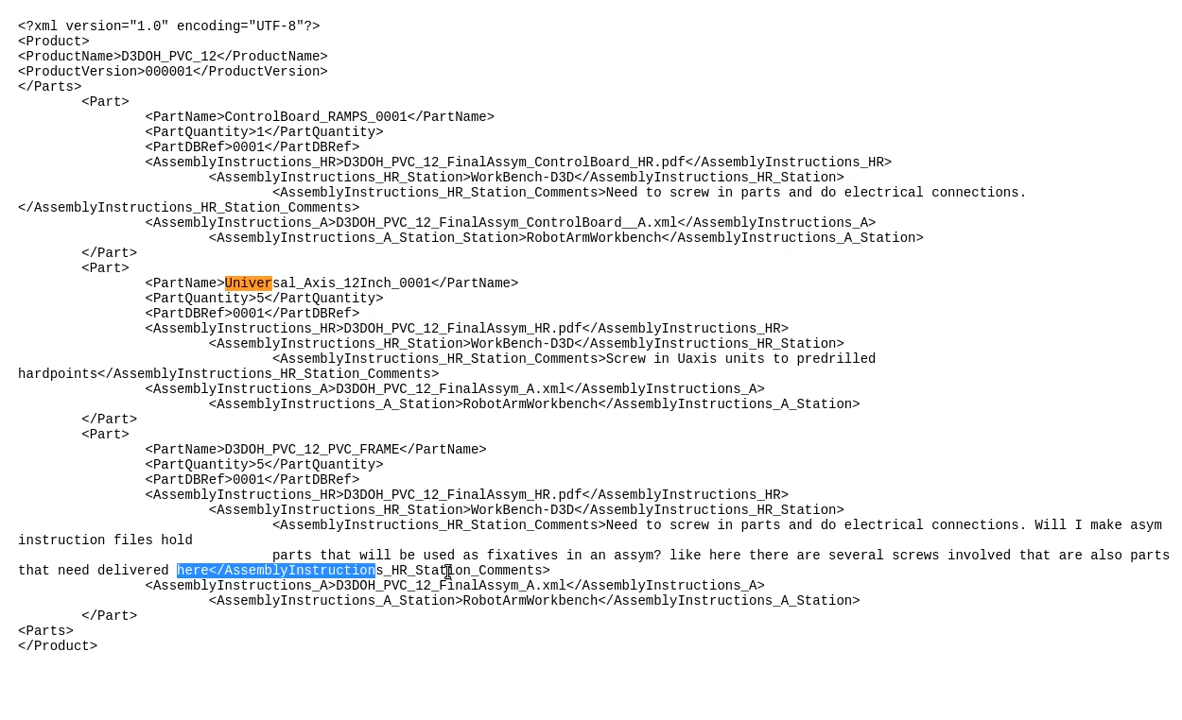 <?xml version="1.0" encoding="UTF-8"?>
<Product>
<ProductName>D3DOH_PVC_12</ProductName>
<ProductVersion>000001</ProductVersion>
</Parts>
<Part>
<PartName>ControlBoard_RAMPS_0001</PartName>
<PartQuantity>1</PartQuantity>
<PartDBRef>0001</PartDBRef>
<AssemblyInstructions_HR>D3DOH_PVC_12_FinalAssym_ControlBoard_HR.pdf</AssemblyInstructions_HR>
<AssemblyInstructions_HR_Station>WorkBench-D3D</AssemblyInstructions_HR_Station>
<AssemblyInstructions_HR_Station_Comments>Need to screw in parts and do electrical connections.
</AssemblyInstructions_HR_Station_Comments>
<AssemblyInstructions_A>D3DOH_PVC_12_FinalAssym_ControlBoard__A.xml</AssemblyInstructions_A>
<AssemblyInstructions_A_Station_Station>RobotArmWorkbench</AssemblyInstructions_A_Station>
</Part>
<Part>
<PartName>Universal_Axis_12Inch_0001</PartName>
<PartQuantity>5</PartQuantity>
<PartDBRef>0001</PartDBRef>
<AssemblyInstructions_HR>D3DOH_PVC_12_FinalAssym_HR.pdf</AssemblyInstructions_HR>
<AssemblyInstructions_HR_Station>WorkBench-D3D</AssemblyInstructions_HR_Station>
<AssemblyInstructions_HR_Station_Comments>Screw in Uaxis units to predrilled
hardpoints</AssemblyInstructions_HR_Station_Comments>
<AssemblyInstructions_A>D3DOH_PVC_12_FinalAssym_A.xml</AssemblyInstructions_A>
<AssemblyInstructions_A_Station>RobotArmWorkbench</AssemblyInstructions_A_Station>
</Part>
<Part>
<PartName>D3DOH_PVC_12_PVC_FRAME</PartName>
<PartQuantity>5</PartQuantity>
<PartDBRef>0001</PartDBRef>
<AssemblyInstructions_HR>D3DOH_PVC_12_FinalAssym_HR.pdf</AssemblyInstructions_HR>
<AssemblyInstructions_HR_Station>WorkBench-D3D</AssemblyInstructions_HR_Station>
<AssemblyInstructions_HR_Station_Comments>Need to screw in parts and do electrical connections. Will I make asym
instruction files hold
parts that will be used as fixatives in an assym? like here there are several screws involved that are also parts
that need delivered here</AssemblyInstructions_HR_Station_Comments>
<AssemblyInstructions_A>D3DOH_PVC_12_FinalAssym_A.xml</AssemblyInstructions_A>
<AssemblyInstructions_A_Station>RobotArmWorkbench</AssemblyInstructions_A_Station>
</Part>
<Parts>
</Product>